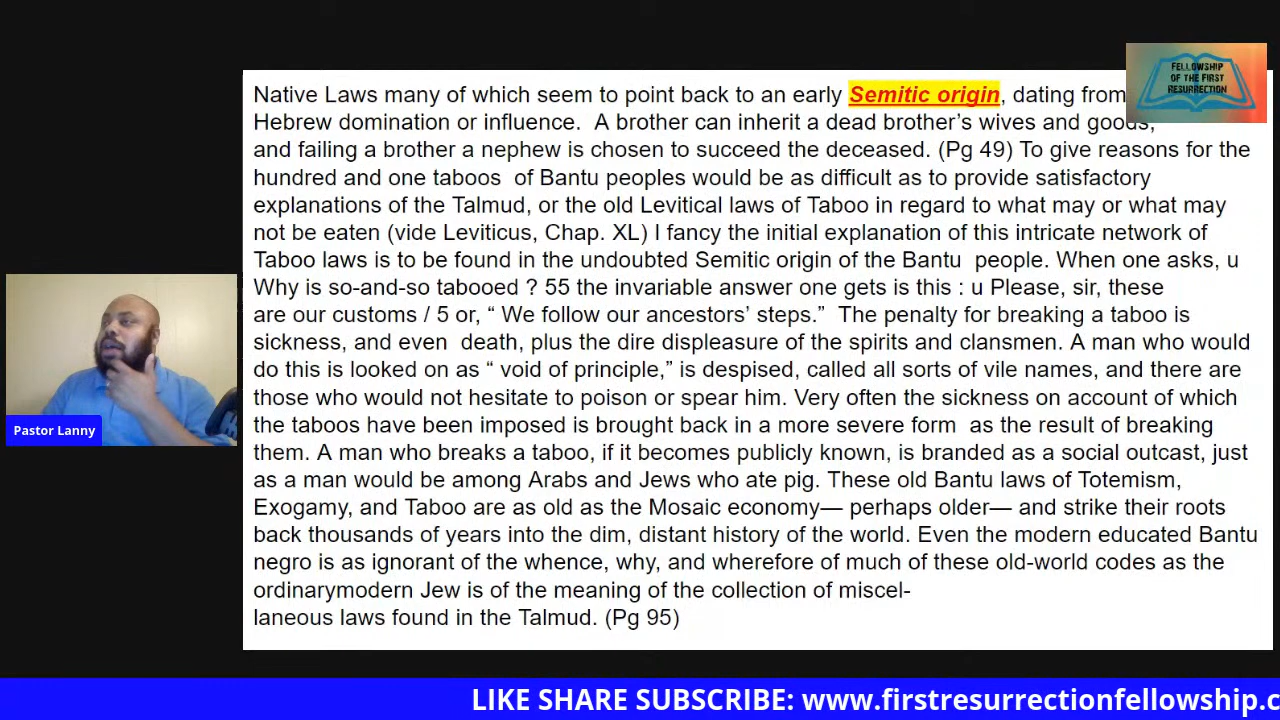 FELLOWSHIP
OF THE FIRST
RESURRECTION
Native Laws many of which seem to point back to an early Semitic origin, dating from
Hebrew domination or influence.  A brother can inherit a dead brother's wives and goods,
and failing a brother a nephew is chosen to succeed the deceased. (Pg 49) To give reasons for the
hundred and one taboos  of Bantu peoples would be as difficult as to provide satisfactory
explanations of the Talmud, or the old Levitical laws of Taboo in regard to what may or what may
not be eaten (vide Leviticus, Chap. XL) I fancy the initial explanation of this intricate network of
Taboo laws is to be found in the undoubted Semitic origin of the Bantu  people. When one asks, u
Why is so-and-so tabooed ? 55 the invariable answer one gets is this : u Please, sir, these
are our customs / 5 or, “ We follow our ancestors’ steps.”  The penalty for breaking a taboo is
sickness, and even  death, plus the dire displeasure of the spirits and clansmen. A man who would
do this is looked on as “ void of principle,” is despised, called all sorts of vile names, and there are
those who would not hesitate to poison or spear him. Very often the sickness on account of which
the taboos have been imposed is brought back in a more severe form  as the result of breaking
them. A man who breaks a taboo, if it becomes publicly known, is branded as a social outcast, just
as a man would be among Arabs and Jews who ate pig. These old Bantu laws of Totemism,
Exogamy, and Taboo are as old as the Mosaic economy— perhaps older— and strike their roots
back thousands of years into the dim, distant history of the world. Even the modern educated Bantu
negro is as ignorant of the whence, why, and wherefore of much of these old-world codes as the
ordinarymodern Jew is of the meaning of the collection of miscel-
laneous laws found in the Talmud. (Pg 95)
Pastor Lanny
LIKE SHARE SUBSCRIBE: www.firstresurrectionfellowship.c